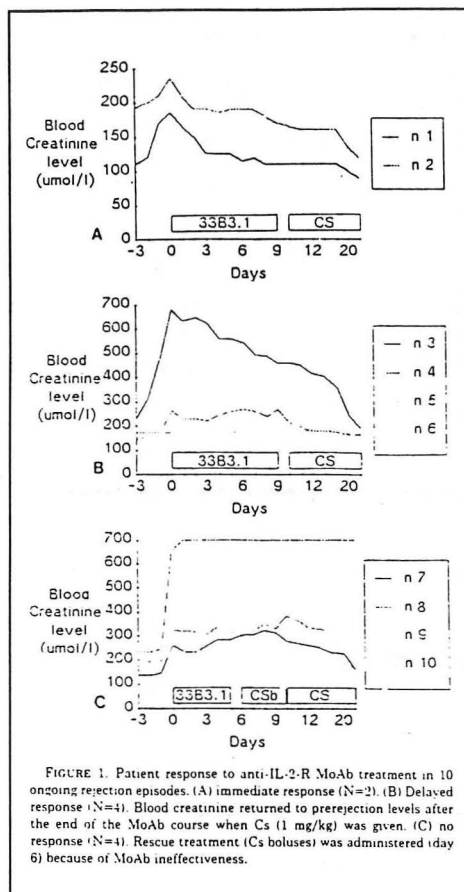 250
200
150
100
50
0
Blood
Creatinine
level
(umol/l)
n 1
n 2
33B3.1
CS
A
-3 0 3 6 9 12 20
Days
700
600
500
400
300
200
100
0
Blood
Creatinine
level
(umol/l)
n 3
n 4
n 5
n 6
33B3.1
CS
B
-3 0 3 6 9 12 20
Days
700
600
500
400
300
200
100
0
Blood
Creatinine
level
(umol/l)
n 7
n 8
n 9
n 10
33B3.1
CSb
CS
C
-3 0 3 6 9 12 20
Days
FIGURE 1. Patient response to anti-IL-2-R MoAb treatment in 10
ongoing rejection episodes. (A) immediate response (N=2). (B) Delayed
response (N=4). Blood creatinine returned to prerejection levels after
the end of the MoAb course when Cs (1 mg/kg) was given. (C) no
response (N=4). Rescue treatment (Cs boluses) was administered (day
6) because of MoAb ineffectiveness.